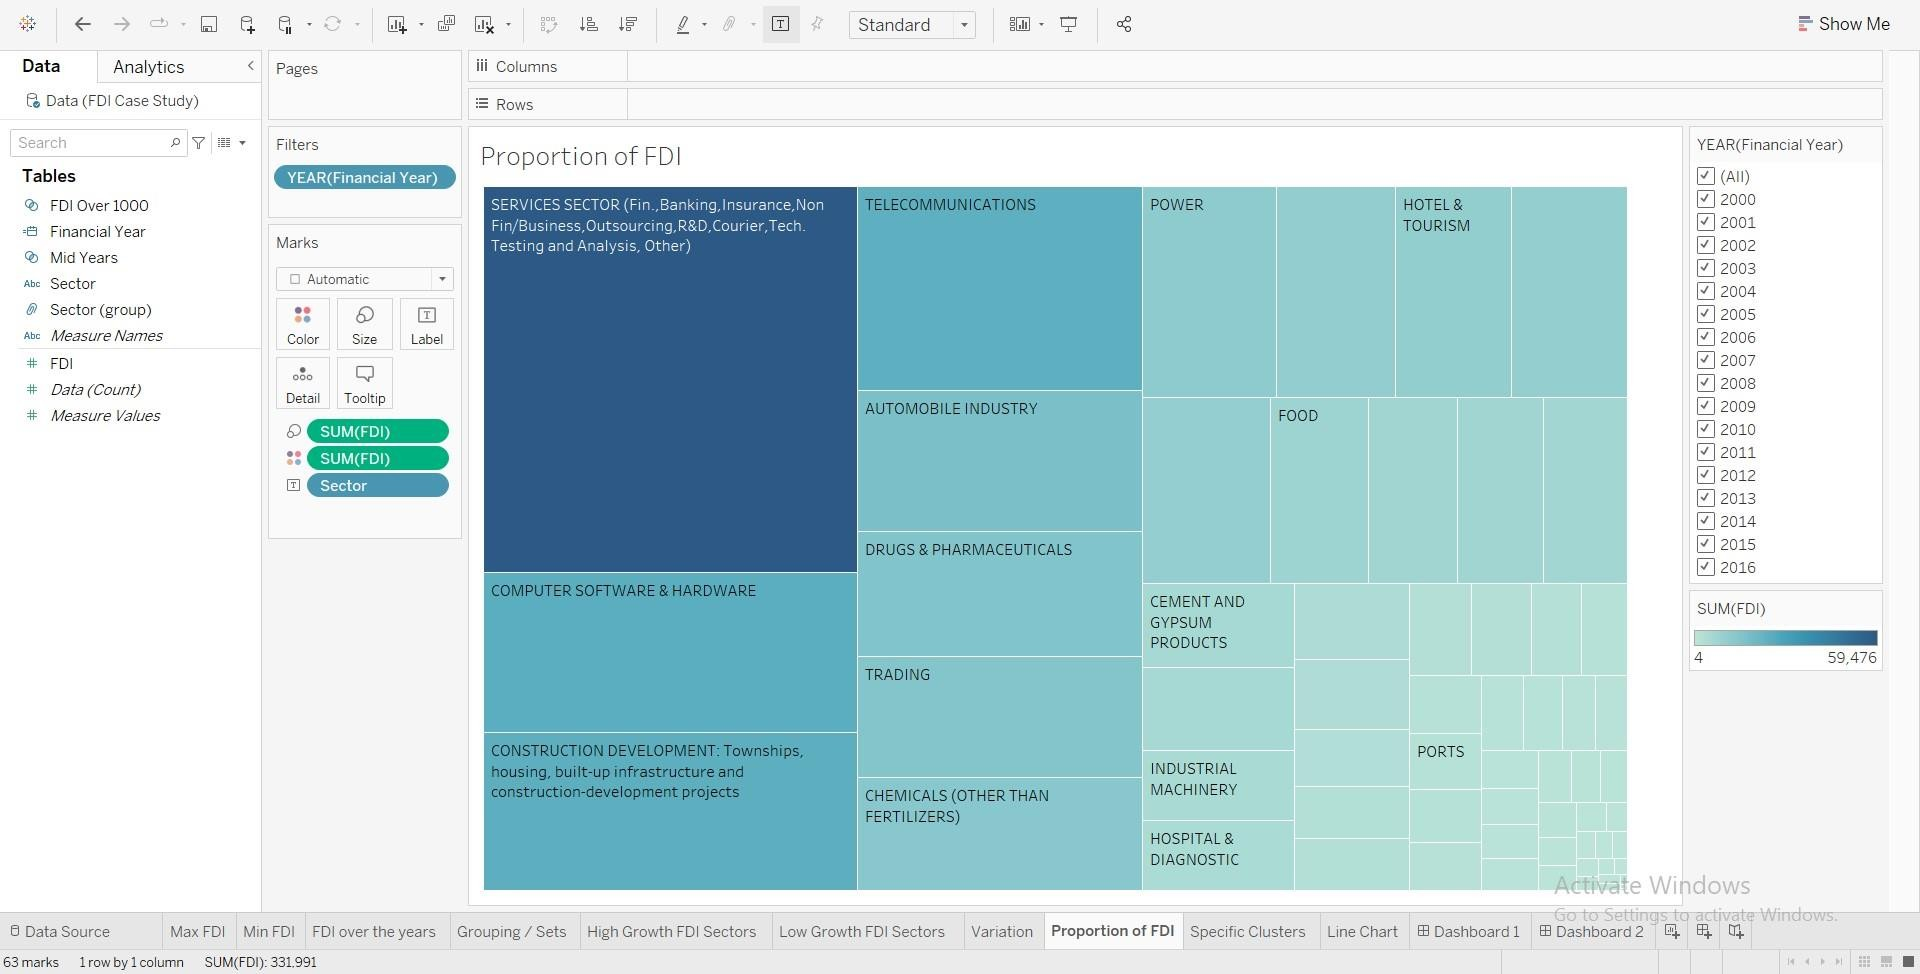 Standard
Show Me
Data
Analytics
Pages
Columns
Data (FDI Case Study)
Rows
Search
Filters
YEAR(Financial Year)
Tables
FDI Over 1000
Financial Year
Mid Years
Abc Sector
Sector (group)
Abc Measure Names
FDI
Data (Count)
Measure Values
Marks
Automatic
Color
Size
Label
Detail
Tooltip
SUM(FDI)
SUM(FDI)
Sector
Proportion of FDI
SERVICES SECTOR (Fin.,Banking,Insurance,Non
Fin/Business,Outsourcing,R&D,Courier,Tech.
Testing and Analysis, Other)
COMPUTER SOFTWARE & HARDWARE
CONSTRUCTION DEVELOPMENT: Townships,
housing, built-up infrastructure and
construction-development projects
TELECOMMUNICATIONS
AUTOMOBILE INDUSTRY
DRUGS & PHARMACEUTICALS
TRADING
CHEMICALS (OTHER THAN
FERTILIZERS)
POWER
HOTEL &
TOURISM
FOOD
CEMENT AND
GYPSUM
PRODUCTS
INDUSTRIAL
MACHINERY
HOSPITAL &
DIAGNOSTIC
PORTS
YEAR(Financial Year)
(All)
2000
2001
2002
2003
2004
2005
2006
2007
2008
2009
2010
2011
2012
2013
2014
2015
2016
SUM(FDI)
4 59,476
Activate Windows
Go to Settings to activate Windows.
Data Source
Max FDI
Min FDI
FDI over the years
Grouping / Sets
High Growth FDI Sectors
Low Growth FDI Sectors
Variation
Proportion of FDI
Specific Clusters
Line Chart
Dashboard 1
Dashboard 2
63 marks
1 row by 1 column
SUM(FDI): 331,991